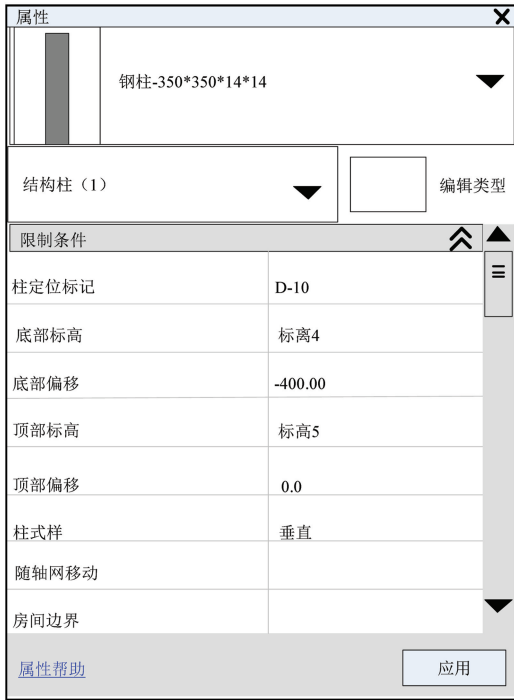 属性
钢柱-350*350*14*14
结构柱（1）
编辑类型
限制条件
柱定位标记 D-10
底部标高 标离4
底部偏移 -400.00
顶部标高 标高5
顶部偏移 0.0
柱式样 垂直
随轴网移动
房间边界
属性帮助
应用